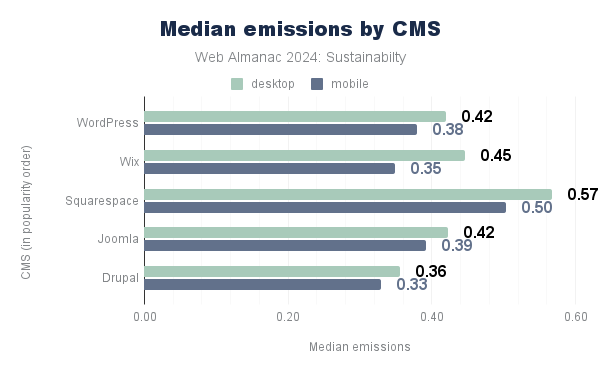 Median emissions by CMS
Web Almanac 2024: Sustainabilty
desktop mobile
CMS (in popularity order)
WordPress 0.42
0.38
Wix 0.45
0.35
Squarespace 0.57
0.50
Joomla 0.42
0.39
Drupal 0.36
0.33
0.00 0.20 0.40 0.60
Median emissions